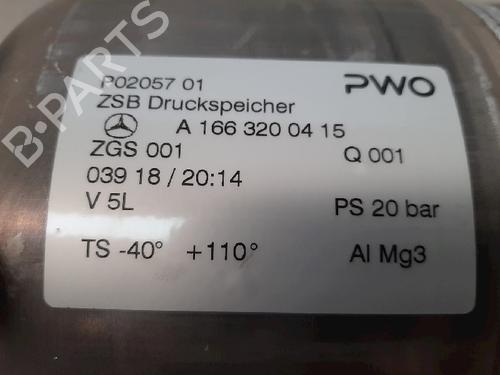 B-PARTS
P02057 01 PWO
ZSB Druckspeicher
A 166 320 04 15
ZGS 001 Q 001
039 18 / 20:14
V 5L PS 20 bar
TS -40° +110° Al Mg3